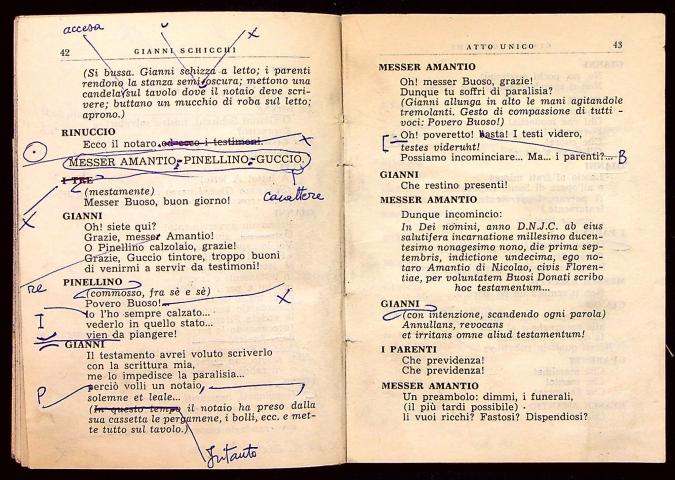 accesa
42 GIANNI SCHICCHI
(Si bussa. Gianni schizza a letto; i parenti
rendono la stanza semi-oscura; mettono una
candela sul tavolo dove il notaio deve scri-
vere; buttano un mucchio di roba sul letto;
aprono.)
RINUCCIO
Ecco il notaro ed ecco i testimoni.
MESSER AMANTIO-PINELLINO-GUCCIO.
I TRE
(mestamente)
Messer Buoso, buon giorno!
carattere
GIANNI
Oh! siete qui?
Grazie, messer Amantio!
O Pinellino calzolaio, grazie!
Grazie, Guccio tintore, troppo buoni
di venirmi a servir da testimoni!
re
PINELLINO
(commosso, fra sè e sè)
Povero Buoso!
I
Io l'ho sempre calzato...
vederlo in quello stato...
vien da piangere!
GIANNI
Il testamento avrei voluto scriverlo
con la scrittura mia,
me lo impedisce la paralisia...
P
perciò volli un notaio,
solemne et leale...
(In questo tempo il notaio ha preso dalla
sua cassetta le pergamene, i bolli, ecc. e met-
te tutto sul tavolo.)
Intanto
ATTO UNICO 43
MESSER AMANTIO
Oh! messer Buoso, grazie!
Dunque tu soffri di paralisia?
(Gianni allunga in alto le mani agitandole
tremolanti. Gesto di compassione di tutti -
voci: Povero Buoso!)
Oh! poveretto! Basta! I testi videro,
testes viderunt!
Possiamo incominciare... Ma... i parenti?...
B
GIANNI
Che restino presenti!
MESSER AMANTIO
Dunque incomincio:
In Dei nomini, anno D.N.J.C. ab eius
salutifera incarnatione millesimo ducen-
tesimo nonagesimo nono, die prima sep-
tembris, indictione undecima, ego no-
taro Amantio di Nicolao, civis Floren-
tiae, per voluntatem Buosi Donati scribo
hoc testamentum...
GIANNI
(con intenzione, scandendo ogni parola)
Annullans, revocans
et irritans omne aliud testamentum!
I PARENTI
Che previdenza!
Che previdenza!
MESSER AMANTIO
Un preambolo: dimmi, i funerali,
(il più tardi possibile)
li vuoi ricchi? Fastosi? Dispendiosi?